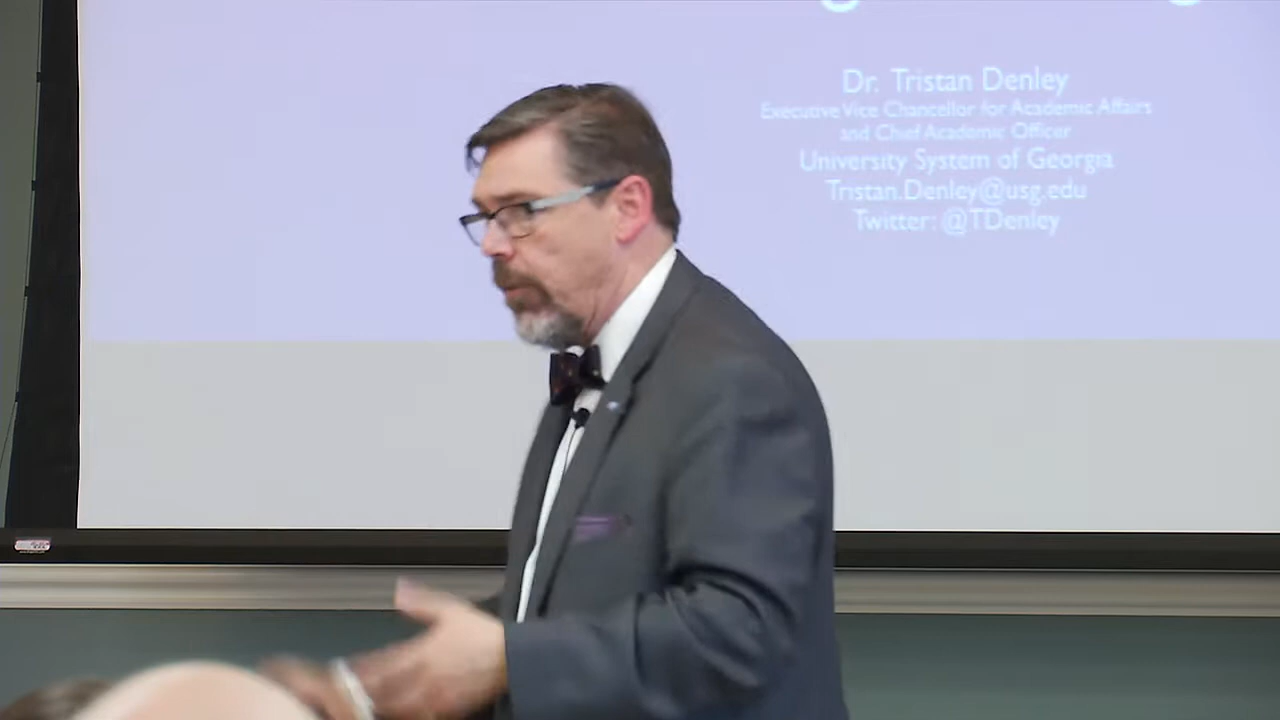 Dr. Tristan Denley
Executive Vice Chancellor for Academic Affairs
and Chief Academic Officer
University System of Georgia
Tristan.Denley@usg.edu
Twitter: @TDenley